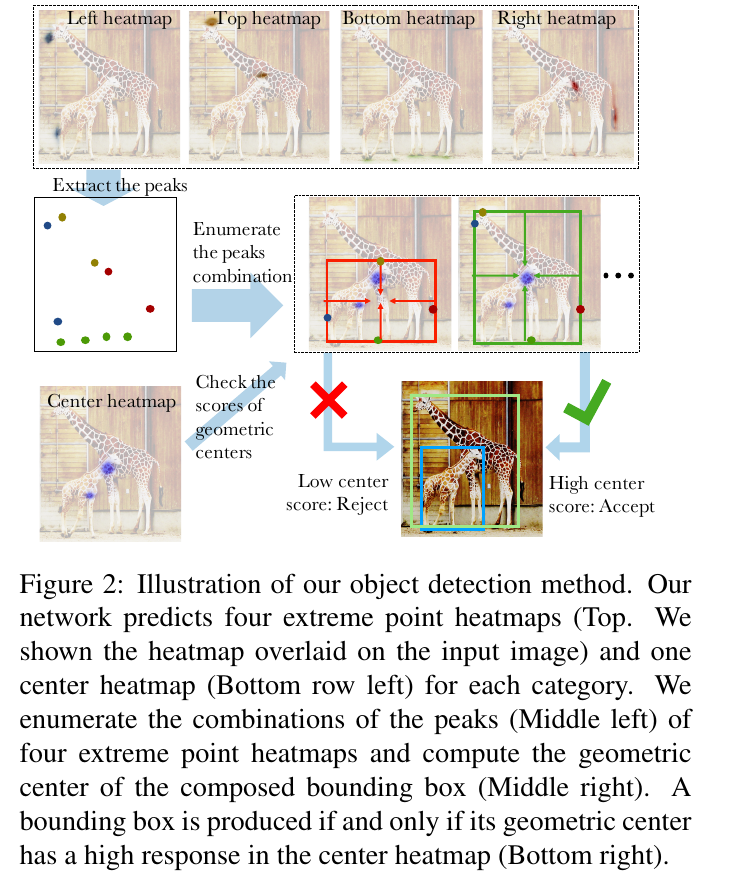 Left heatmap
Top heatmap
Bottom heatmap
Right heatmap
Extract the peaks
Enumerate
the peaks
combination
Center heatmap
Check the
scores of
geometric
centers
Low center
score: Reject
High center
score: Accept
Figure 2: Illustration of our object detection method. Our
network predicts four extreme point heatmaps (Top. We
shown the heatmap overlaid on the input image) and one
center heatmap (Bottom row left) for each category. We
enumerate the combinations of the peaks (Middle left) of
four extreme point heatmaps and compute the geometric
center of the composed bounding box (Middle right). A
bounding box is produced if and only if its geometric center
has a high response in the center heatmap (Bottom right).